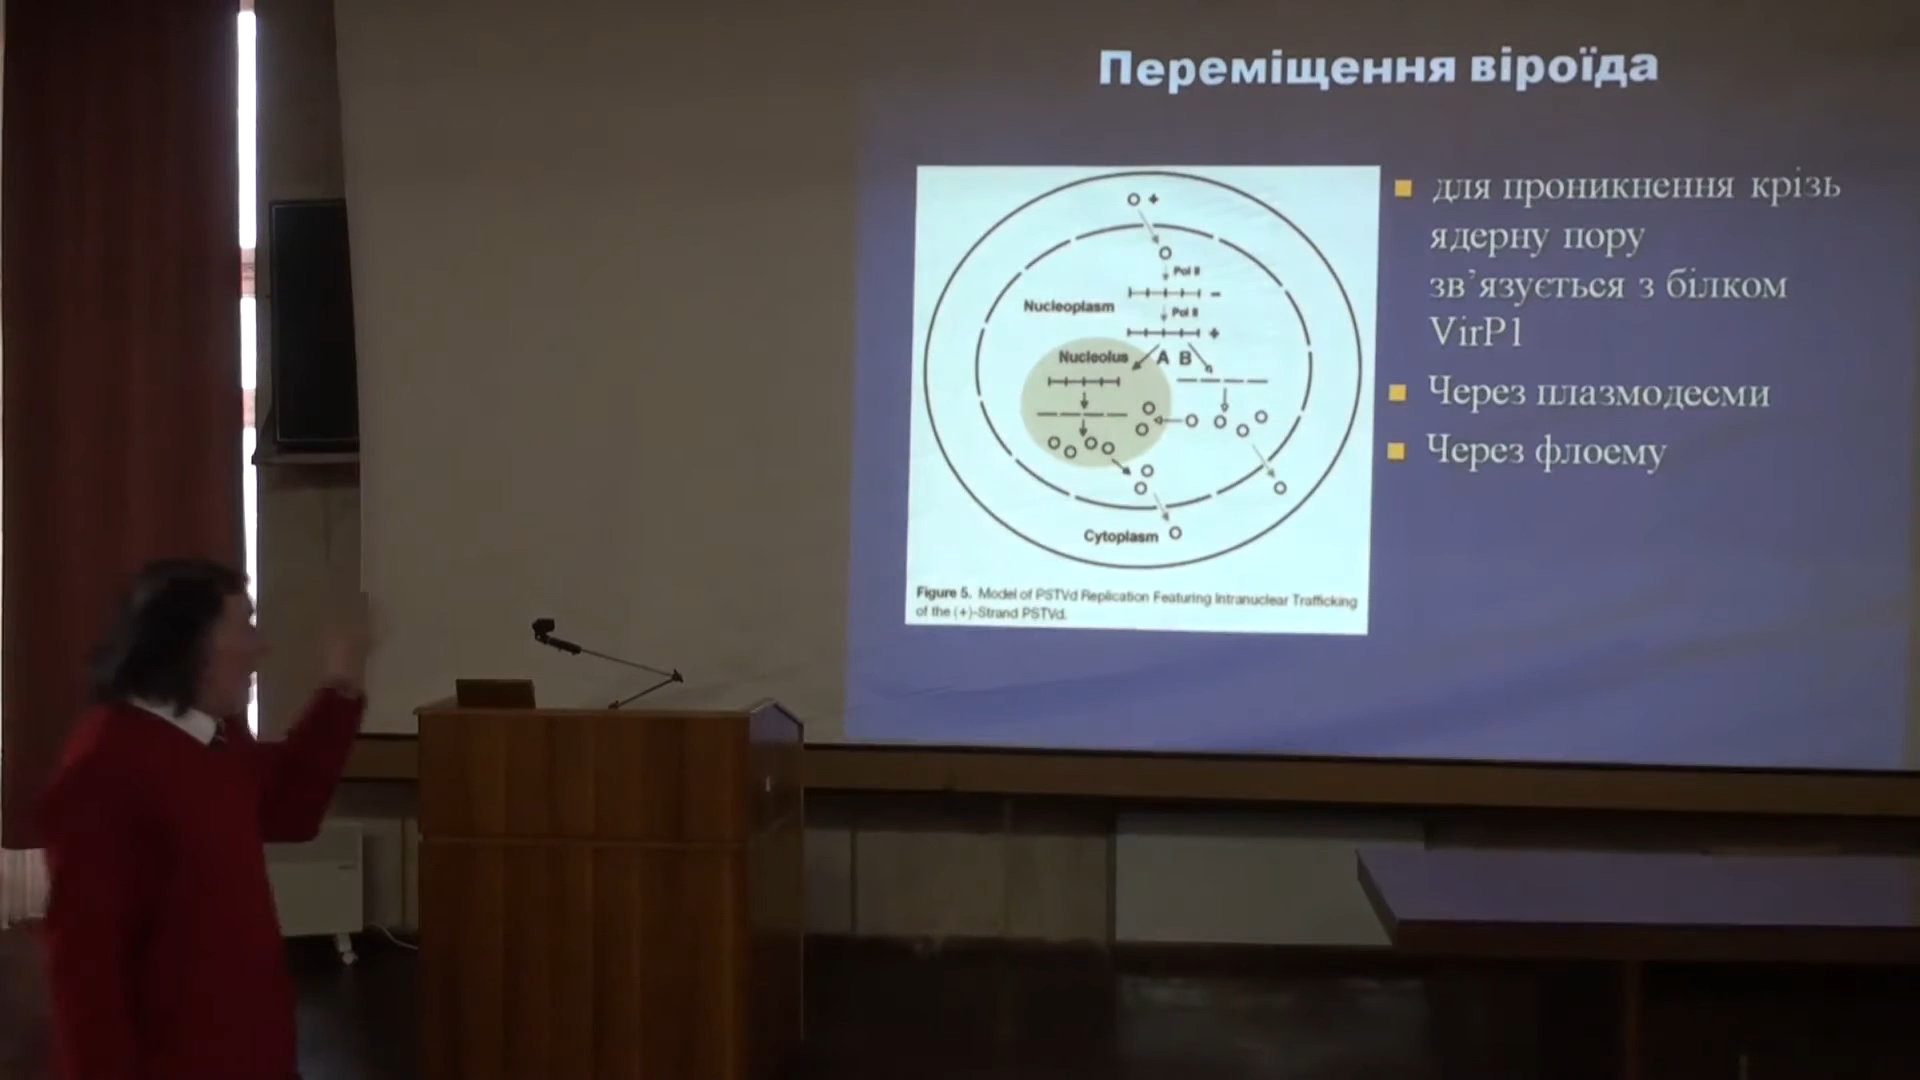 Переміщення віроїда
+
Pol II
−
Nucleoplasm
Pol II
+
Nucleolus
A B
Cytoplasm
Figure 5. Model of PSTVd Replication Featuring Intranuclear Trafficking
of the (+)-Strand PSTVd.
для проникнення крізь
ядерну пору
зв’язується з білком
VirP1
Через плазмодесми
Через флоему